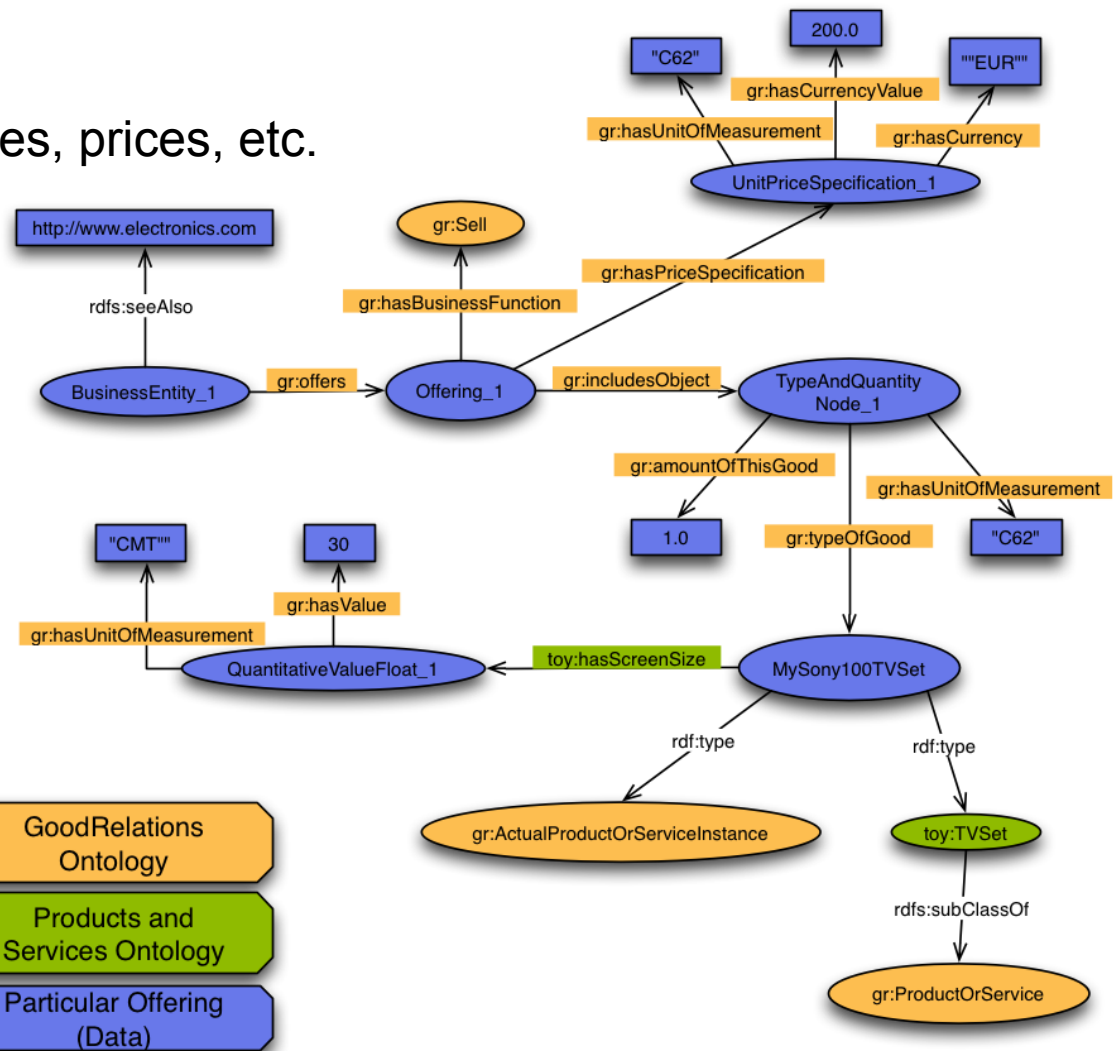 "C62"
200.0
""EUR""
gr:hasCurrencyValue
gr:hasUnitOfMeasurement
gr:hasCurrency
es, prices, etc.
UnitPriceSpecification_1
http://www.electronics.com
gr:Sell
gr:hasPriceSpecification
rdfs:seeAlso
gr:hasBusinessFunction
BusinessEntity_1
gr:offers
Offering_1
gr:includesObject
TypeAndQuantity
Node_1
gr:amountOfThisGood
gr:hasUnitOfMeasurement
1.0
gr:typeOfGood
"C62"
"CMT""
30
gr:hasValue
gr:hasUnitOfMeasurement
QuantitativeValueFloat_1
toy:hasScreenSize
MySony100TVSet
rdf:type
rdf:type
gr:ActualProductOrServiceInstance
toy:TVSet
rdfs:subClassOf
gr:ProductOrService
GoodRelations
Ontology
Products and
Services Ontology
Particular Offering
(Data)